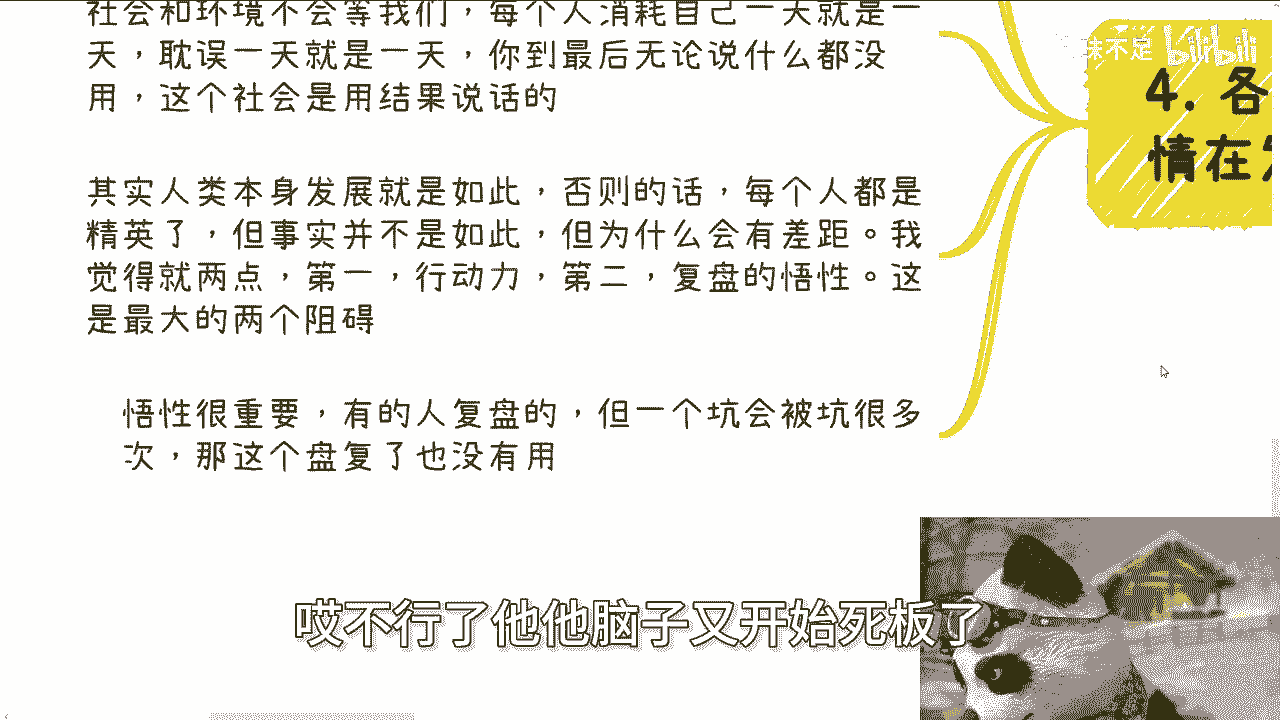 社会和环境不会等我们，每个人消耗自己一天就是一
天，耽误一天就是一天，你到最后无论说什么都没
用，这个社会是用结果说话的
其实人类本身发展就是如此，否则的话，每个人都是
精英了，但事实并不是如此，但为什么会有差距。我
觉得就两点，第一，行动力，第二，复盘的悟性。这
是最大的两个阻碍
悟性很重要，有的人复盘的，但一个坑会被坑很多
次，那这个盘复了也没有用
味不足 bilibili
4. 各
情在
哎不行了他他脑子又开始死板了